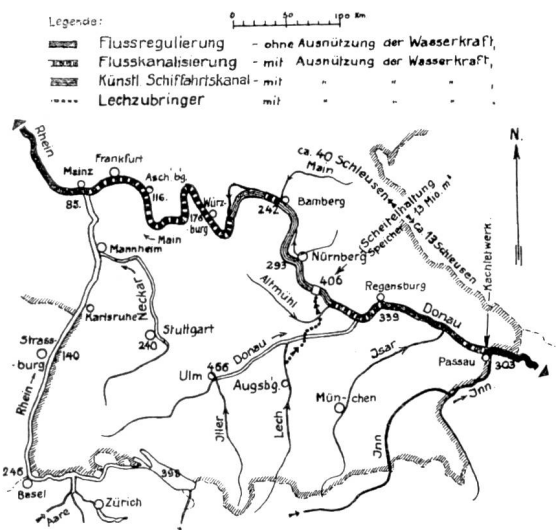 Legende:
0 50 100 Km
Flussregulierung - ohne Ausnützung der Wasserkraft,
Flusskanalisierung - mit Ausnützung der Wasserkraft,
Künstl. Schiffahrtskanal - mit " " " ,
Lechzubringer mit " " " ,
N.
Rhein
Mainz
85.
Frankfurt
Asch'bg.
116.
Main
Würz-
burg
176
242
Bamberg
Main
ca. 40 Schleusen
ca 13 Schleusen
Scheitelhaltung
Speicher 3,15 Mio. m³
Nürnberg
293
406
Altmühl
Regensburg
339
Donau
Kachletwerk.
Passau
303
Inn.
Mannheim
Neckar
Karlsruhe
Stuttgart
240
Strass-
burg
140
Rhein
Ulm
466
Donau
Augsbg.
Iller
Lech
Isar
Mün-
chen
Inn
246
Basel
398
Zürich
Aare